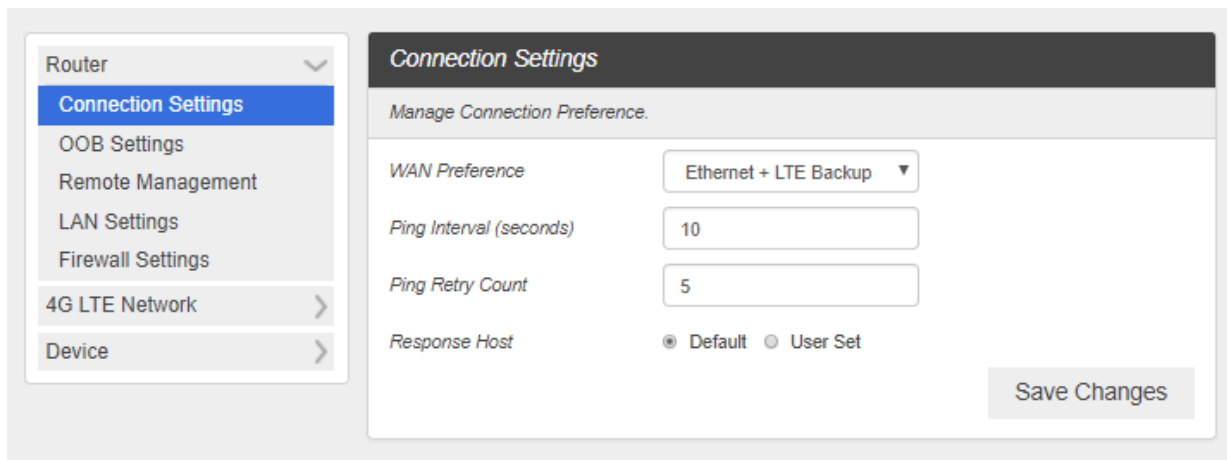 Router
Connection Settings
OOB Settings
Remote Management
LAN Settings
Firewall Settings
4G LTE Network
Device
Connection Settings
Manage Connection Preference.
WAN Preference Ethernet + LTE Backup
Ping Interval (seconds) 10
Ping Retry Count 5
Response Host Default User Set
Save Changes